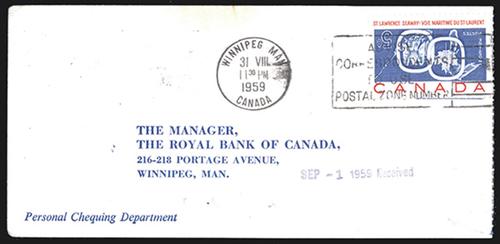 WINNIPEG MAN.
31 VIII
11 30 PM
1959
CANADA
ST LAWRENCE SEAWAY · VOIE MARITIME DU ST-LAURENT
5
POSTAL ZONE NUMBER
CANADA
THE MANAGER,
THE ROYAL BANK OF CANADA,
216-218 PORTAGE AVENUE,
WINNIPEG, MAN.
SEP -1 1959 Received
Personal Chequing Department